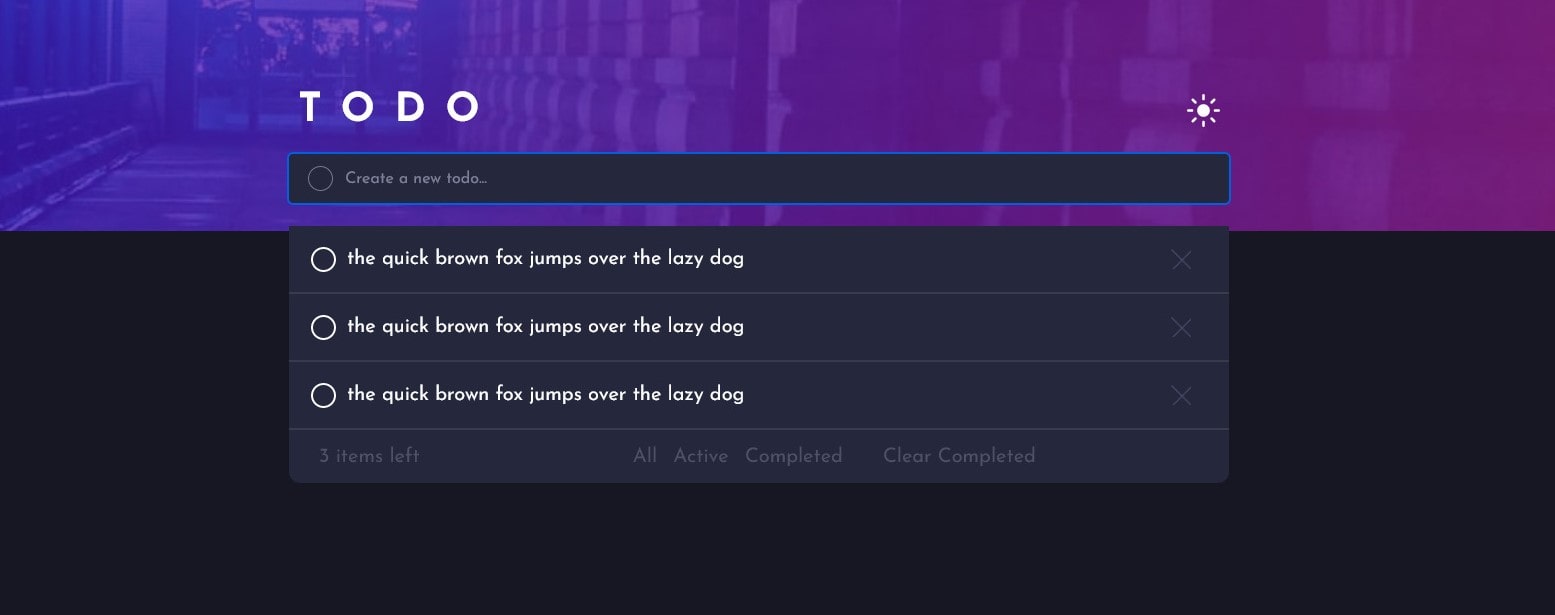 TODO
Create a new todo...
the quick brown fox jumps over the lazy dog
the quick brown fox jumps over the lazy dog
the quick brown fox jumps over the lazy dog
3 items left All Active Completed Clear Completed